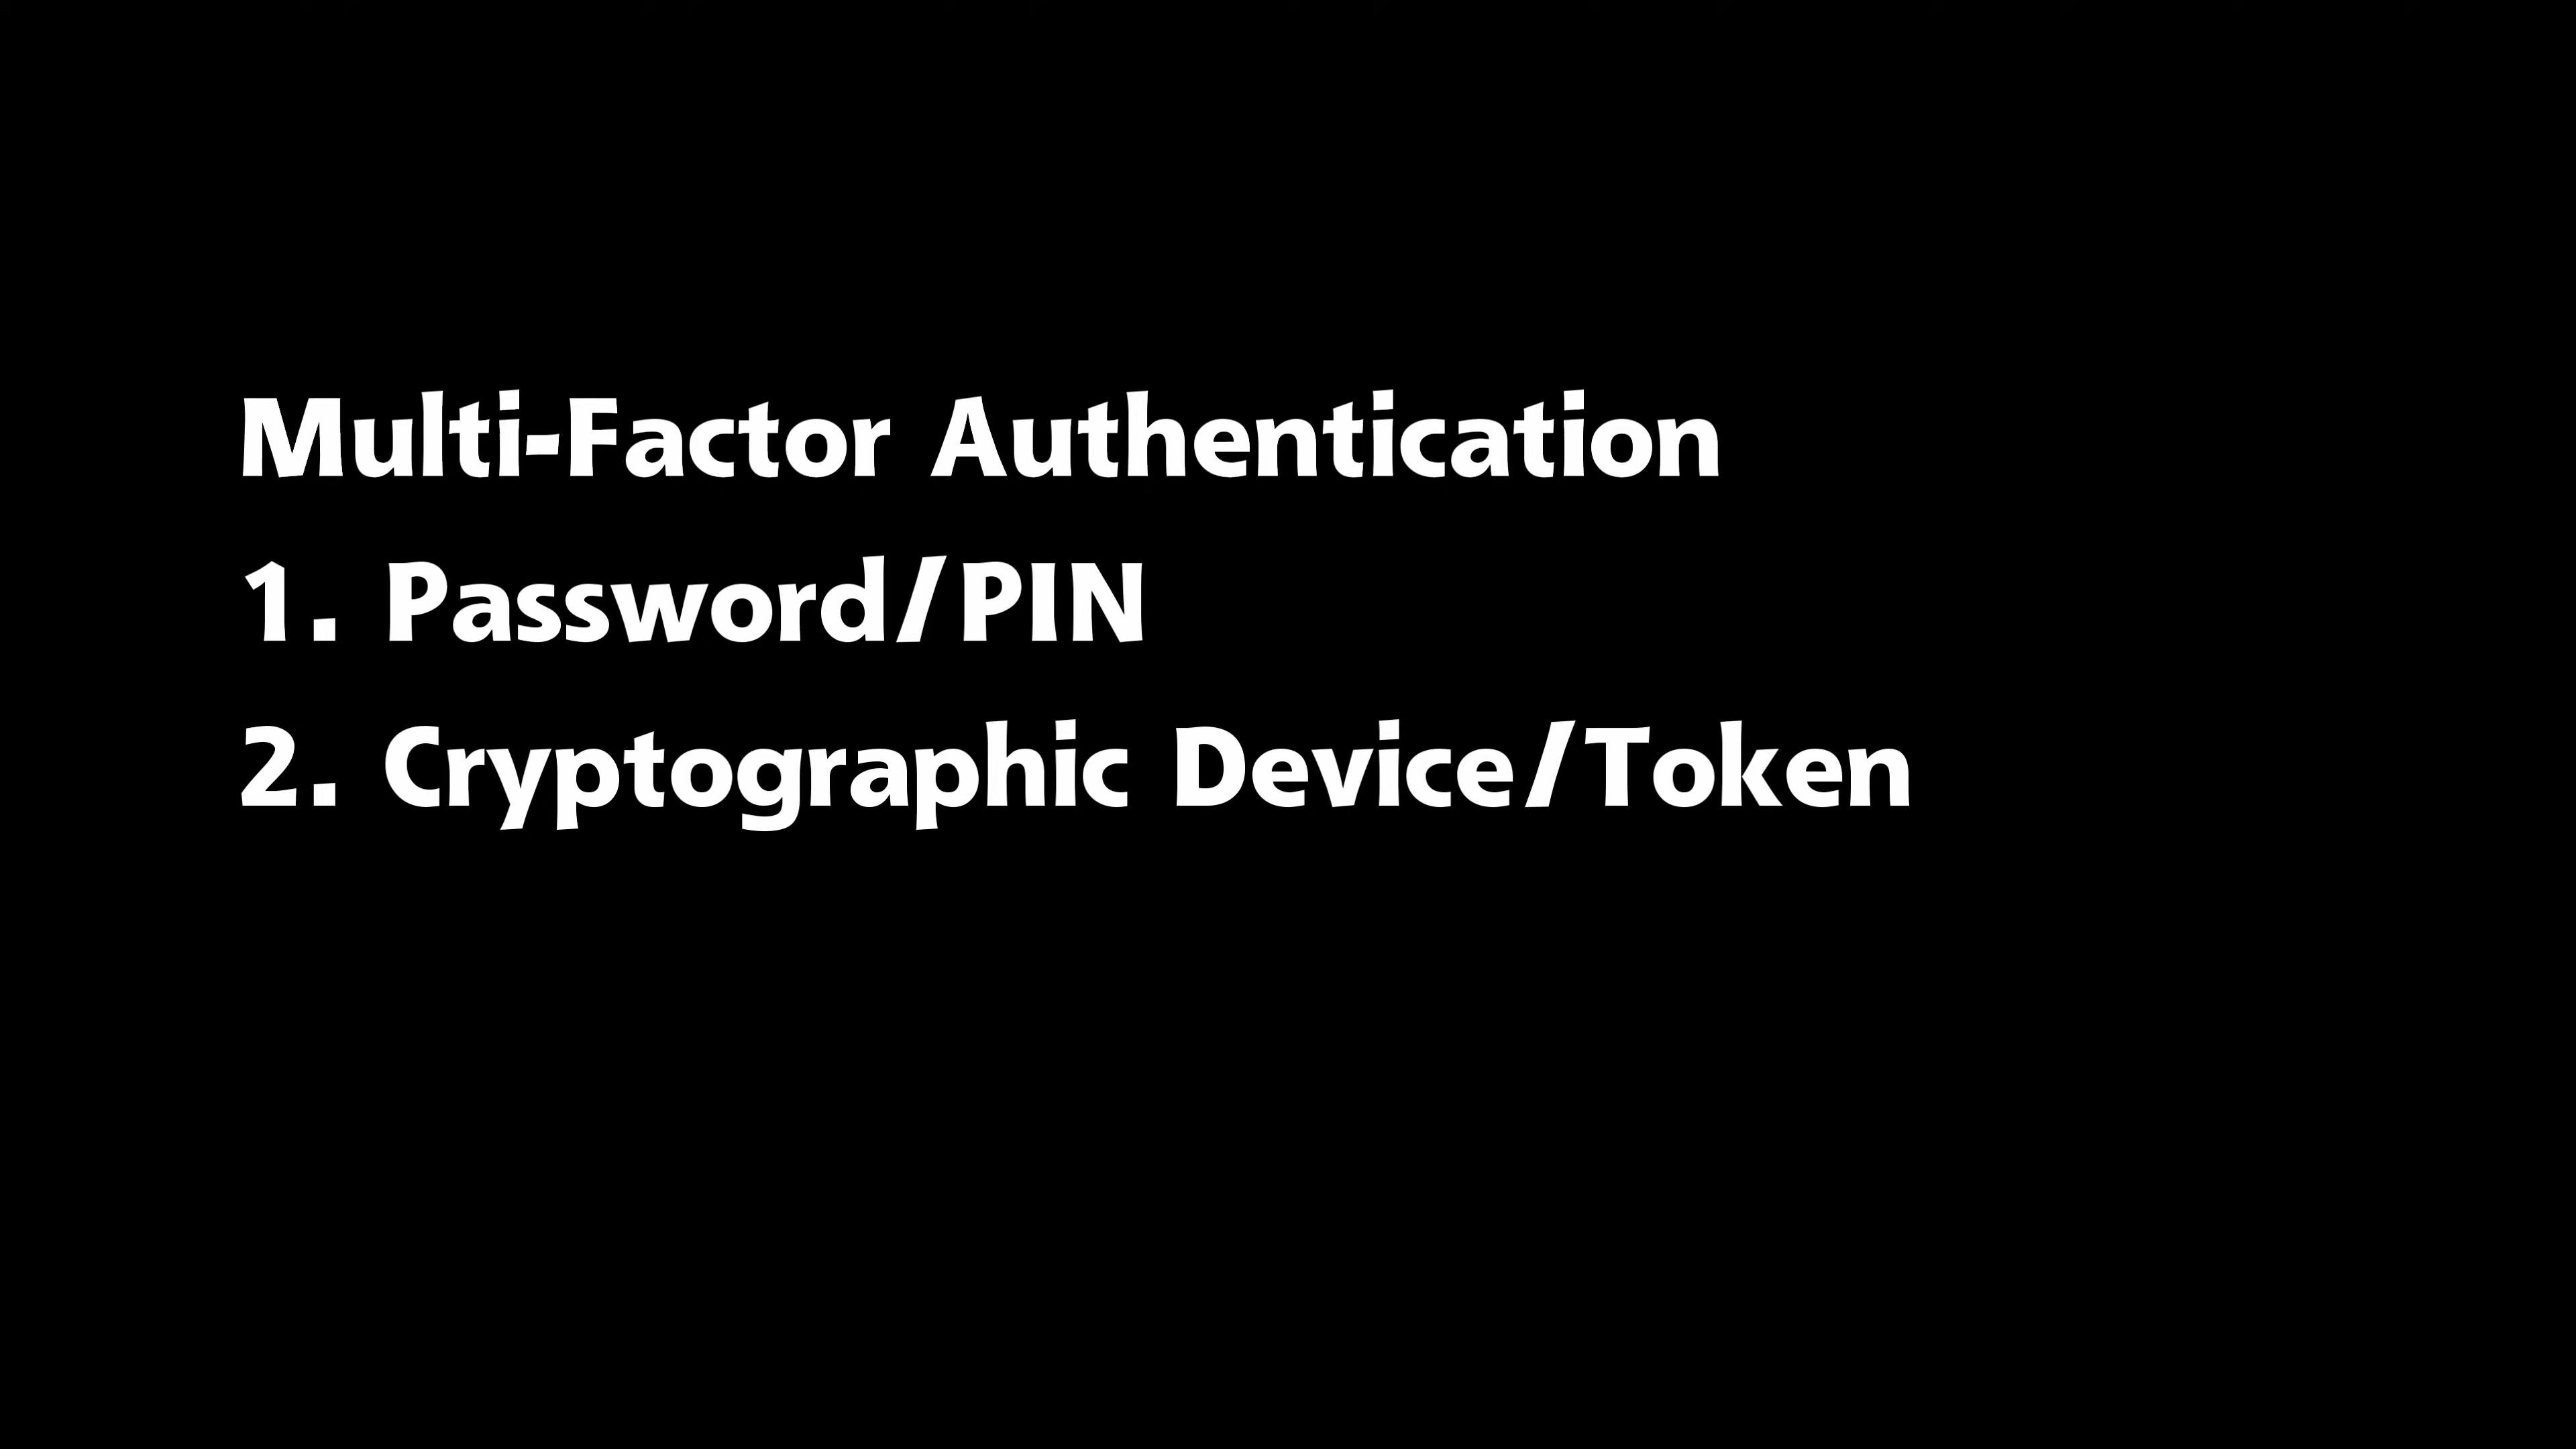 Multi-Factor Authentication
1. Password/PIN
2. Cryptographic Device/Token